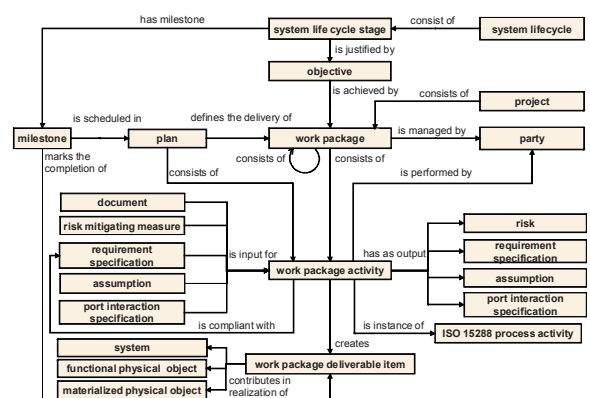 has milestone
system life cycle stage
consist of
system lifecycle
is justified by
objective
is achieved by
consists of
project
is scheduled in
defines the delivery of
milestone
plan
work package
is managed by
party
marks the
completion of
consists of
consists of
consists of
is performed by
document
risk mitigating measure
requirement
specification
assumption
port interaction
specification
is input for
work package activity
has as output
risk
requirement
specification
assumption
port interaction
specification
is compliant with
is instance of
ISO 15288 process activity
creates
system
functional physical object
materialized physical object
work package deliverable item
contributes in
realization of